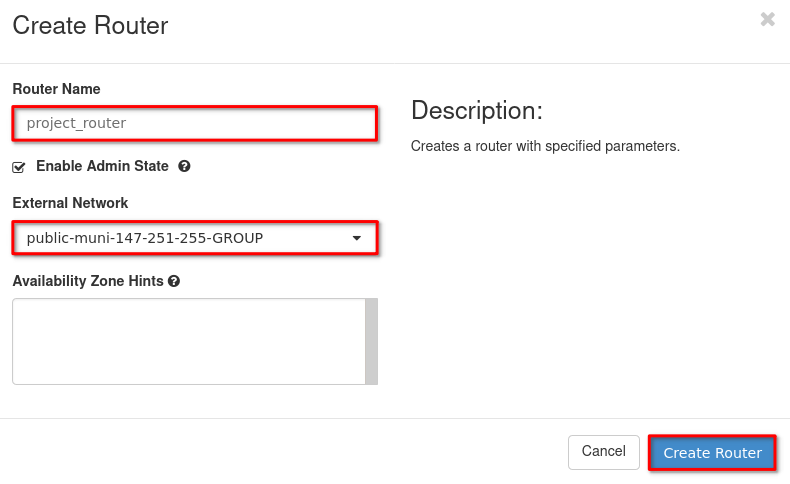 Create Router
×
Router Name
project_router
Enable Admin State ?
External Network
public-muni-147-251-255-GROUP
Availability Zone Hints ?
Description:
Creates a router with specified parameters.
Cancel
Create Router